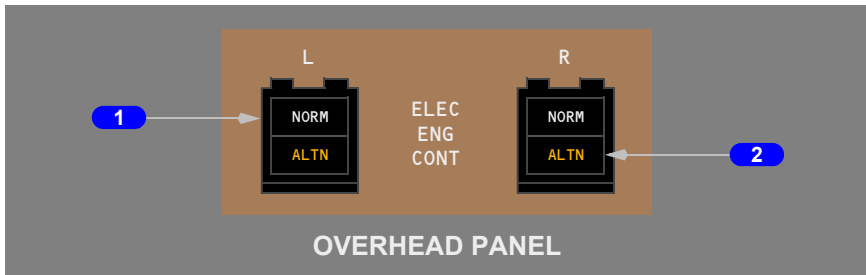 L R
1 NORM ELEC NORM
ENG
ALTN CONT ALTN 2
OVERHEAD PANEL